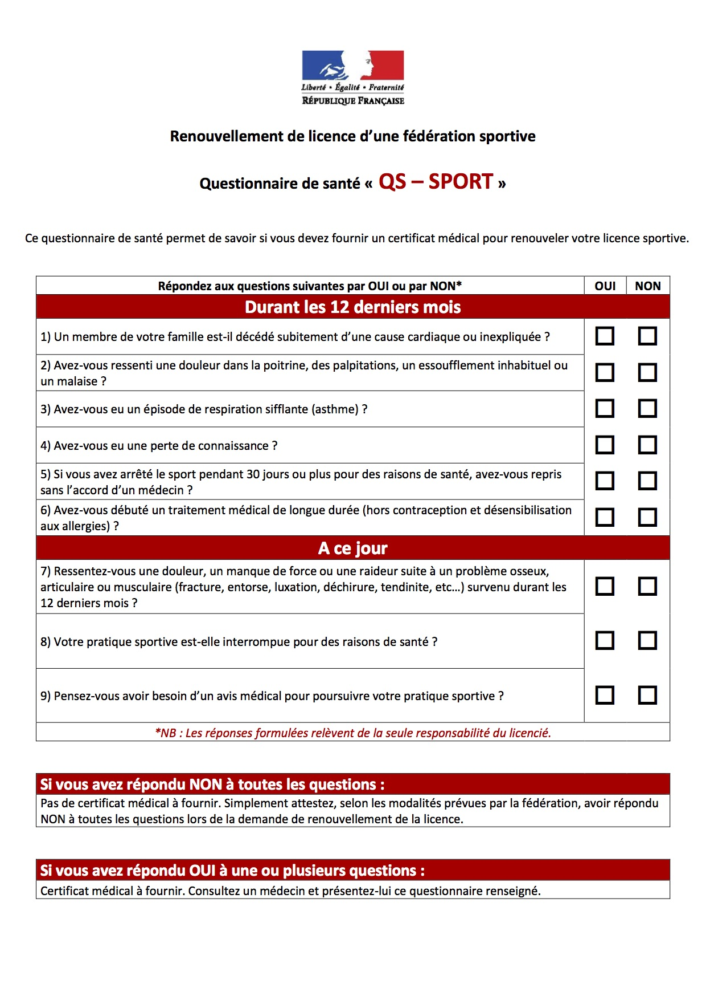 Liberté • Égalité • Fraternité
RÉPUBLIQUE FRANÇAISE
Renouvellement de licence d’une fédération sportive
Questionnaire de santé « QS – SPORT »
Ce questionnaire de santé permet de savoir si vous devez fournir un certificat médical pour renouveler votre licence sportive.
Répondez aux questions suivantes par OUI ou par NON* OUI NON
Durant les 12 derniers mois
1) Un membre de votre famille est-il décédé subitement d’une cause cardiaque ou inexpliquée ?
2) Avez-vous ressenti une douleur dans la poitrine, des palpitations, un essoufflement inhabituel ou
un malaise ?
3) Avez-vous eu un épisode de respiration sifflante (asthme) ?
4) Avez-vous eu une perte de connaissance ?
5) Si vous avez arrêté le sport pendant 30 jours ou plus pour des raisons de santé, avez-vous repris
sans l’accord d’un médecin ?
6) Avez-vous débuté un traitement médical de longue durée (hors contraception et désensibilisation
aux allergies) ?
A ce jour
7) Ressentez-vous une douleur, un manque de force ou une raideur suite à un problème osseux,
articulaire ou musculaire (fracture, entorse, luxation, déchirure, tendinite, etc...) survenu durant les
12 derniers mois ?
8) Votre pratique sportive est-elle interrompue pour des raisons de santé ?
9) Pensez-vous avoir besoin d’un avis médical pour poursuivre votre pratique sportive ?
*NB : Les réponses formulées relèvent de la seule responsabilité du licencié.
Si vous avez répondu NON à toutes les questions :
Pas de certificat médical à fournir. Simplement attestez, selon les modalités prévues par la fédération, avoir répondu
NON à toutes les questions lors de la demande de renouvellement de la licence.
Si vous avez répondu OUI à une ou plusieurs questions :
Certificat médical à fournir. Consultez un médecin et présentez-lui ce questionnaire renseigné.